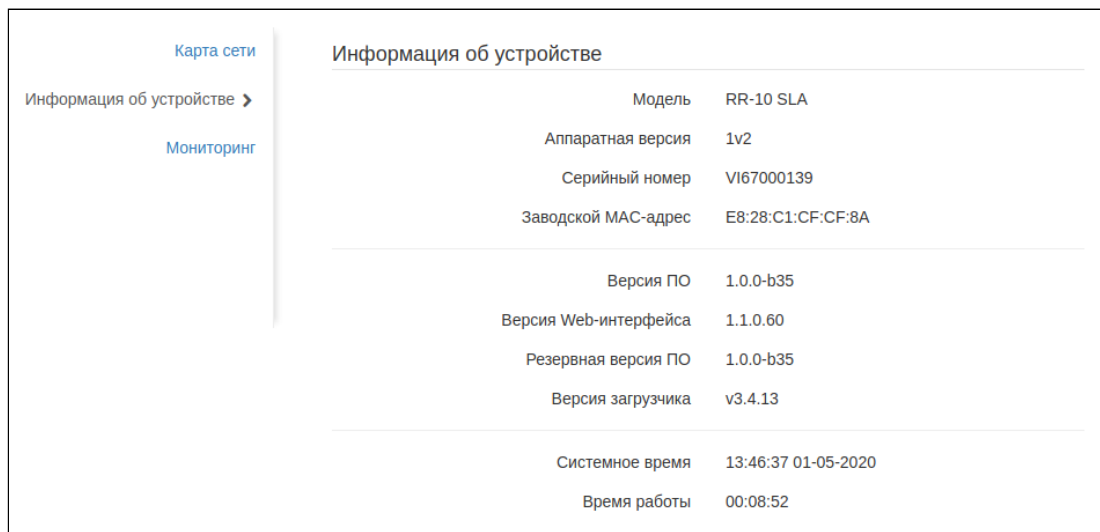 Карта сети
Информация об устройстве
Мониторинг
Информация об устройстве
Модель RR-10 SLA
Аппаратная версия 1v2
Серийный номер VI67000139
Заводской MAC-адрес E8:28:C1:CF:CF:8A
Версия ПО 1.0.0-b35
Версия Web-интерфейса 1.1.0.60
Резервная версия ПО 1.0.0-b35
Версия загрузчика v3.4.13
Системное время 13:46:37 01-05-2020
Время работы 00:08:52